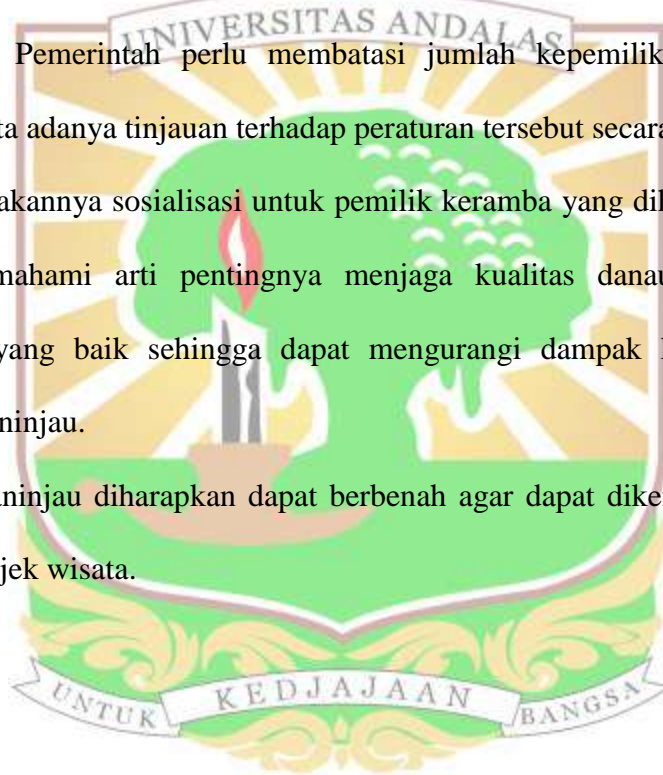 UNIVERSITAS ANDALAS
Pemerintah perlu membatasi jumlah kepemilik
ta adanya tinjauan terhadap peraturan tersebut secara
akannya sosialisasi untuk pemilik keramba yang
mahami arti pentingnya menjaga kualitas danau
yang baik sehingga dapat mengurangi dampak
ninjau.
aninjau diharapkan dapat berbenah agar dapat dike
jek wisata.
UNTUK KEDJAJAAN BANGSA